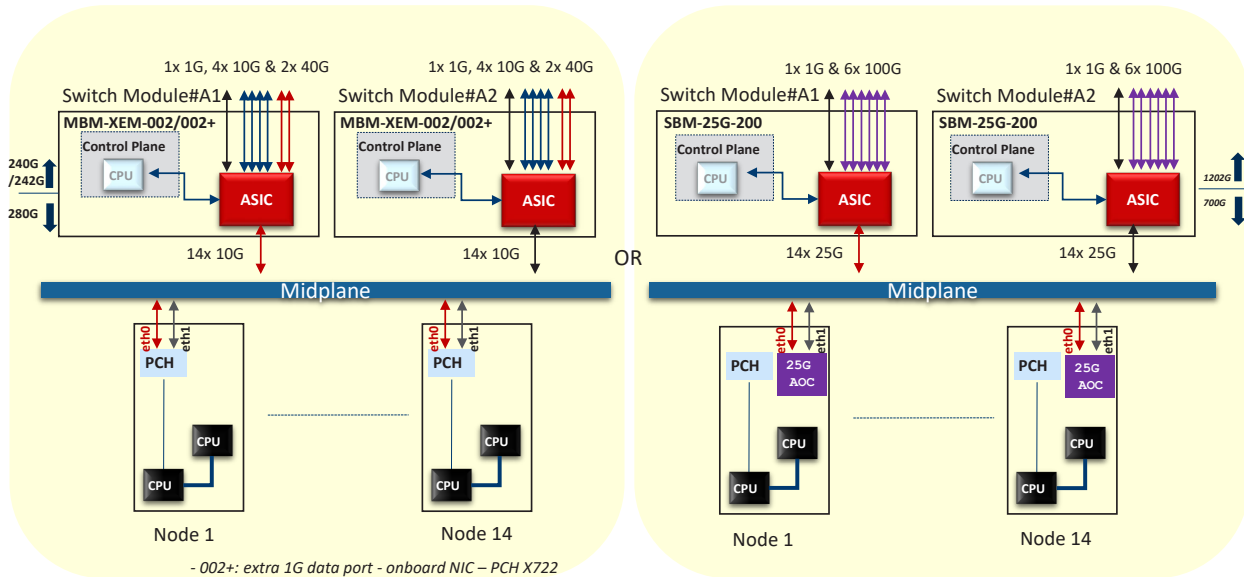 1x 1G, 4x 10G & 2x 40G
1x 1G, 4x 10G & 2x 40G
Switch Module#A1
Switch Module#A2
MBM-XEM-002/002+
MBM-XEM-002/002+
Control Plane
CPU
ASIC
Control Plane
CPU
ASIC
240G
/242G
280G
14x 10G
14x 10G
Midplane
eth0
eth1
PCH
CPU
CPU
Node 1
eth0
eth1
PCH
CPU
CPU
Node 14
- 002+: extra 1G data port - onboard NIC – PCH X722
OR
1x 1G & 6x 100G
1x 1G & 6x 100G
Switch Module#A1
Switch Module#A2
SBM-25G-200
SBM-25G-200
Control Plane
CPU
ASIC
Control Plane
CPU
ASIC
1202G
700G
14x 25G
14x 25G
Midplane
eth0
eth1
PCH
25G
AOC
CPU
CPU
Node 1
eth0
eth1
PCH
25G
AOC
CPU
CPU
Node 14